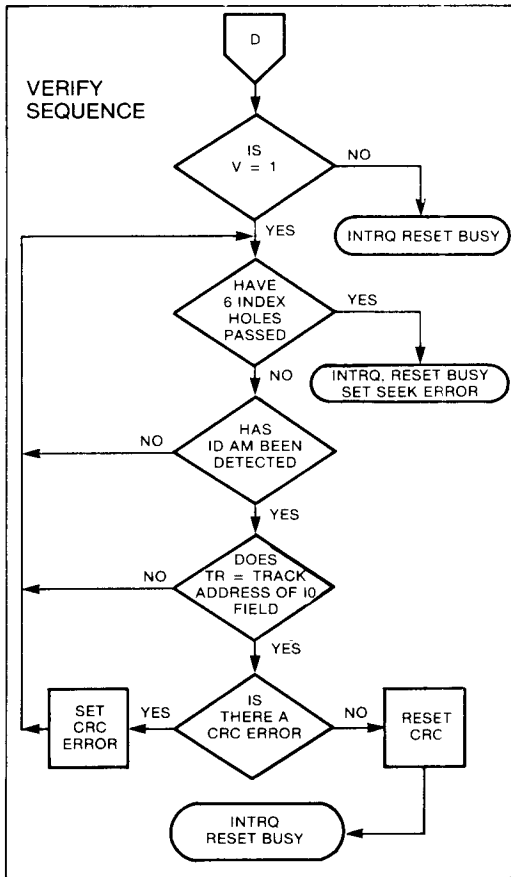 D
VERIFY
SEQUENCE
IS
V = 1
NO
INTRQ RESET BUSY
YES
HAVE
6 INDEX
HOLES
PASSED
YES
INTRQ, RESET BUSY
SET SEEK ERROR
NO
HAS
ID AM BEEN
DETECTED
NO
YES
DOES
TR = TRACK
ADDRESS OF I0
FIELD
NO
YES
IS
THERE A
CRC ERROR
YES
SET
CRC
ERROR
NO
RESET
CRC
INTRQ
RESET BUSY